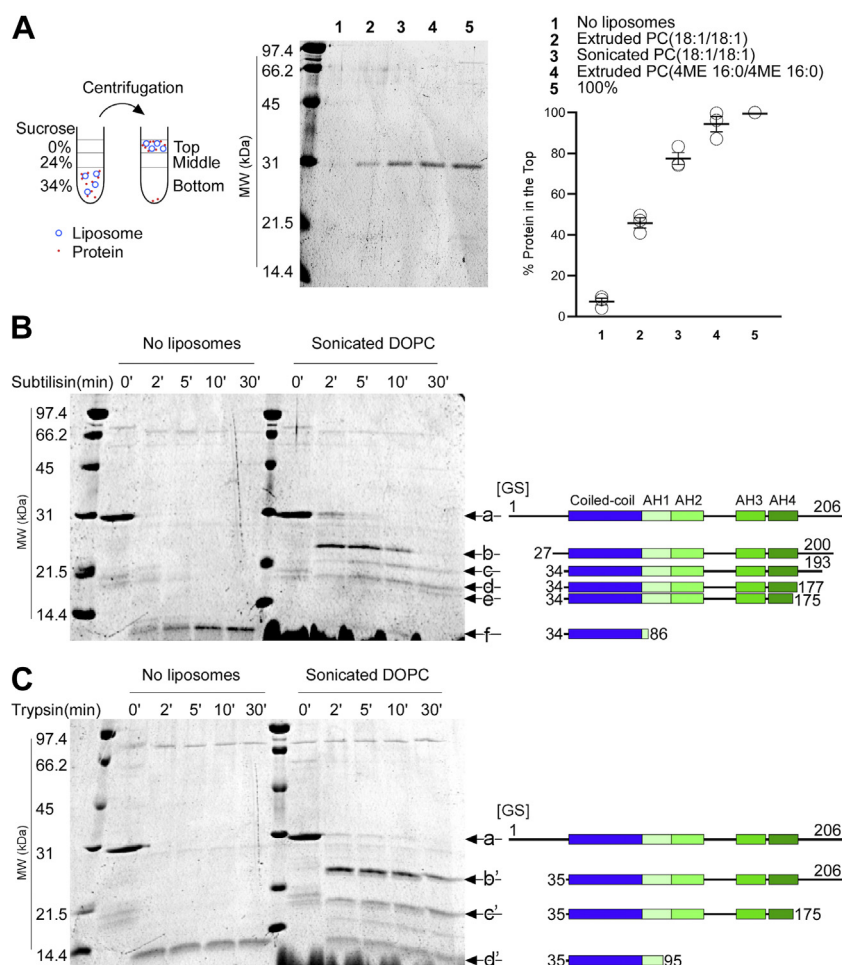 A
Centrifugation
Sucrose
0%
24%
34%
Top
Middle
Bottom
Liposome
Protein
1 2 3 4 5
MW (kDa)
97.4
66.2
45
31
21.5
14.4
1 No liposomes
2 Extruded PC(18:1/18:1)
3 Sonicated PC(18:1/18:1)
4 Extruded PC(4ME 16:0/4ME 16:0)
5 100%
% Protein in the Top
100
80
60
40
20
0
1 2 3 4 5
B
No liposomes Sonicated DOPC
Subtilisin(min) 0' 2' 5' 10' 30' 0' 2' 5' 10' 30'
MW (kDa)
97.4
66.2
45
31
21.5
14.4
[GS]
Coiled-coil AH1 AH2 AH3 AH4
a 1 206
b 27 200
c 34 193
d 34 177
e 34 175
f 34 86
C
No liposomes Sonicated DOPC
Trypsin(min) 0' 2' 5' 10' 30' 0' 2' 5' 10' 30'
MW (kDa)
97.4
66.2
45
31
21.5
14.4
[GS]
a 1 206
b' 35 206
c' 35 175
d' 35 95